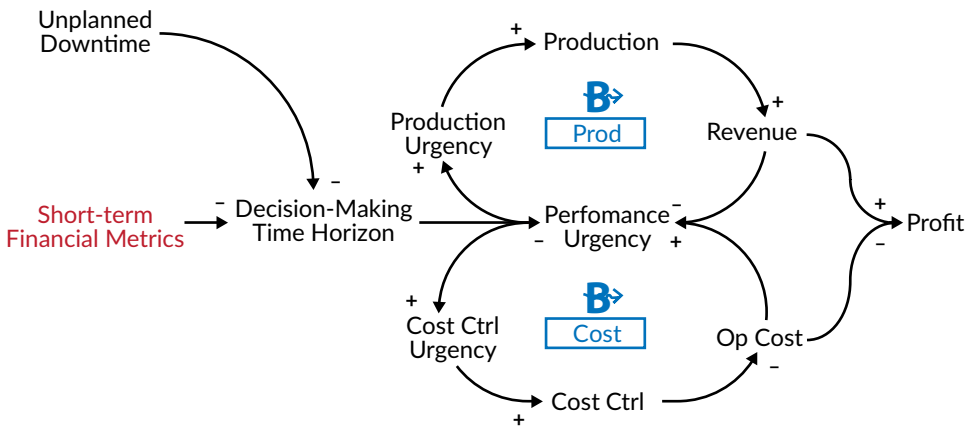 Unplanned
Downtime
+
Production
B
Prod
+
Production
Urgency
+
Revenue
Short-term
Financial Metrics
–
–
Decision-Making
Time Horizon
–
Perfomance
Urgency
–
+
+
–
Profit
+
Cost Ctrl
Urgency
B
Cost
Op Cost
–
+
Cost Ctrl